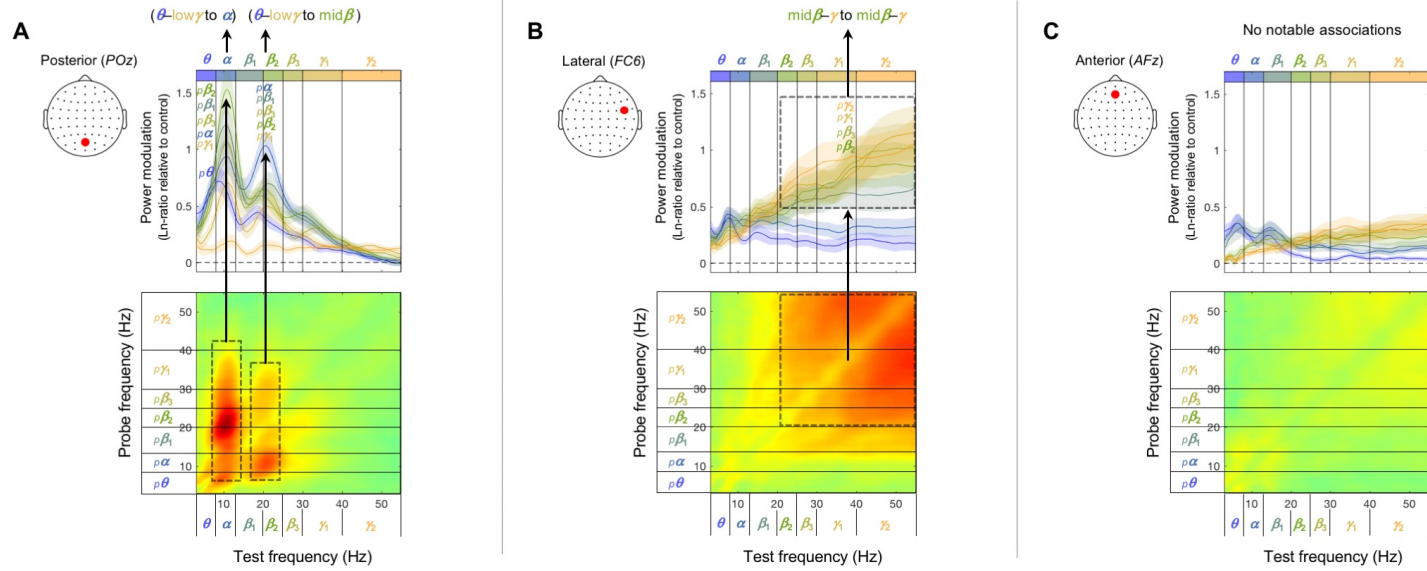 (θ–lowγ to α) (θ–lowγ to midβ)
A
Posterior (POz)
θ α β1 β2 β3 γ1 γ2
Power modulation
(Ln-ratio relative to control)
1.5
1
0.5
0
pβ2
pβ1
pβ3
pα
pγ1
pθ
pα
pβ1
pβ3
pβ2
pγ1
Probe frequency (Hz)
pγ2
pγ1
pβ3
pβ2
pβ1
pα
pθ
50
40
30
20
10
10 20 30 40 50
θ α β1 β2 β3 γ1 γ2
Test frequency (Hz)
midβ–γ to midβ–γ
B
Lateral (FC6)
θ α β1 β2 β3 γ1 γ2
Power modulation
(Ln-ratio relative to control)
1.5
1
0.5
0
pγ2
pγ1
pβ3
pβ2
Probe frequency (Hz)
pγ2
pγ1
pβ3
pβ2
pβ1
pα
pθ
50
40
30
20
10
10 20 30 40 50
θ α β1 β2 β3 γ1 γ2
Test frequency (Hz)
C
No notable associations
Anterior (AFz)
θ α β1 β2 β3 γ1 γ2
Power modulation
(Ln-ratio relative to control)
1.5
1
0.5
0
Probe frequency (Hz)
pγ2
pγ1
pβ3
pβ2
pβ1
pα
pθ
50
40
30
20
10
10 20 30 40 50
θ α β1 β2 β3 γ1 γ2
Test frequency (Hz)